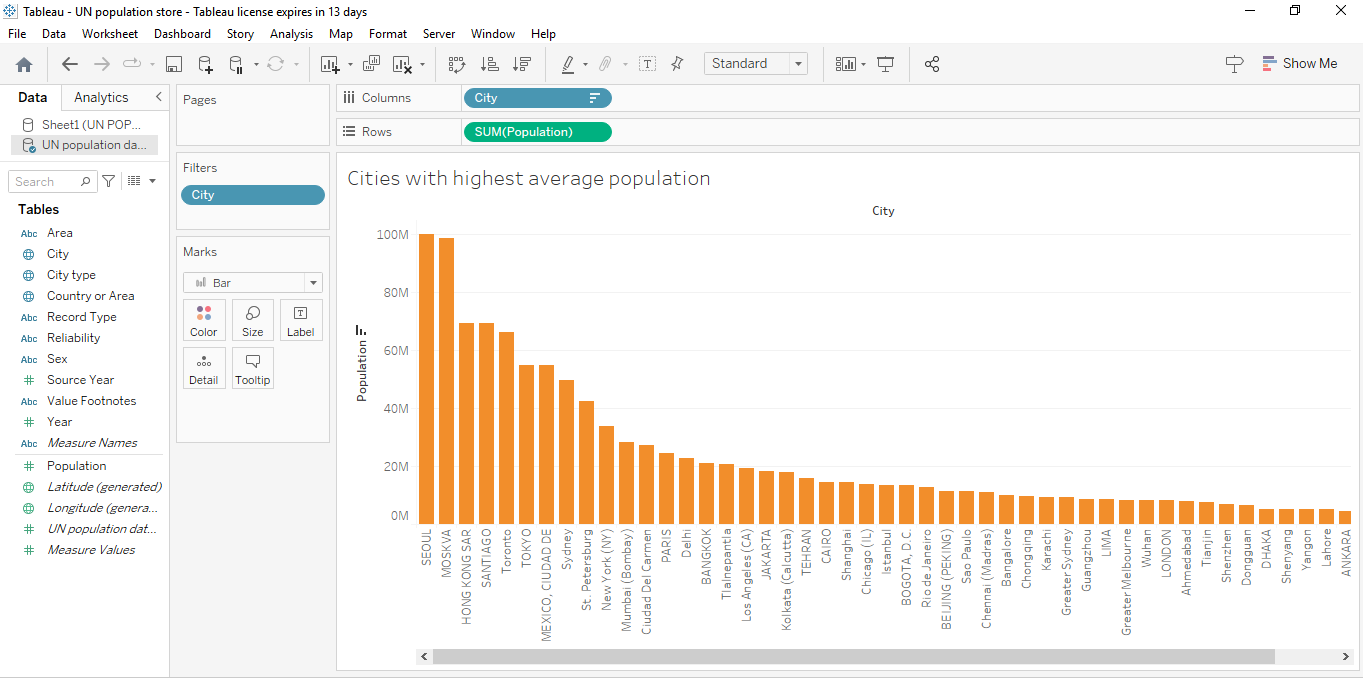 Tableau - UN population store - Tableau license expires in 13 days
File Data Worksheet Dashboard Story Analysis Map Format Server Window Help
Standard
Show Me
Data Analytics
Sheet1 (UN POP...
UN population da...
Search
Tables
Abc Area
City
City type
Country or Area
Abc Record Type
Abc Reliability
Abc Sex
# Source Year
Abc Value Footnotes
# Year
Abc Measure Names
# Population
Latitude (generated)
Longitude (genera...
# UN population dat...
# Measure Values
Pages
Filters
City
Marks
Bar
Color Size Label
Detail Tooltip
Columns City
Rows SUM(Population)
Cities with highest average population
City
Population
100M
80M
60M
40M
20M
0M
SEOUL
MOSKVA
HONG KONG SAR
SANTIAGO
Toronto
TOKYO
MEXICO, CIUDAD DE
Sydney
St. Petersburg
New York (NY)
Mumbai (Bombay)
Ciudad Del Carmen
PARIS
Delhi
BANGKOK
Tlalnepantla
Los Angeles (CA)
JAKARTA
Kolkata (Calcutta)
TEHRAN
CAIRO
Shanghai
Chicago (IL)
Istanbul
BOGOTA, D.C.
Rio de Janeiro
BEIJING (PEKING)
Sao Paulo
Chennai (Madras)
Bangalore
Chongqing
Karachi
Greater Sydney
Guangzhou
LIMA
Greater Melbourne
Wuhan
LONDON
Ahmedabad
Tianjin
Shenzhen
Dongguan
DHAKA
Shenyang
Yangon
Lahore
ANKARA